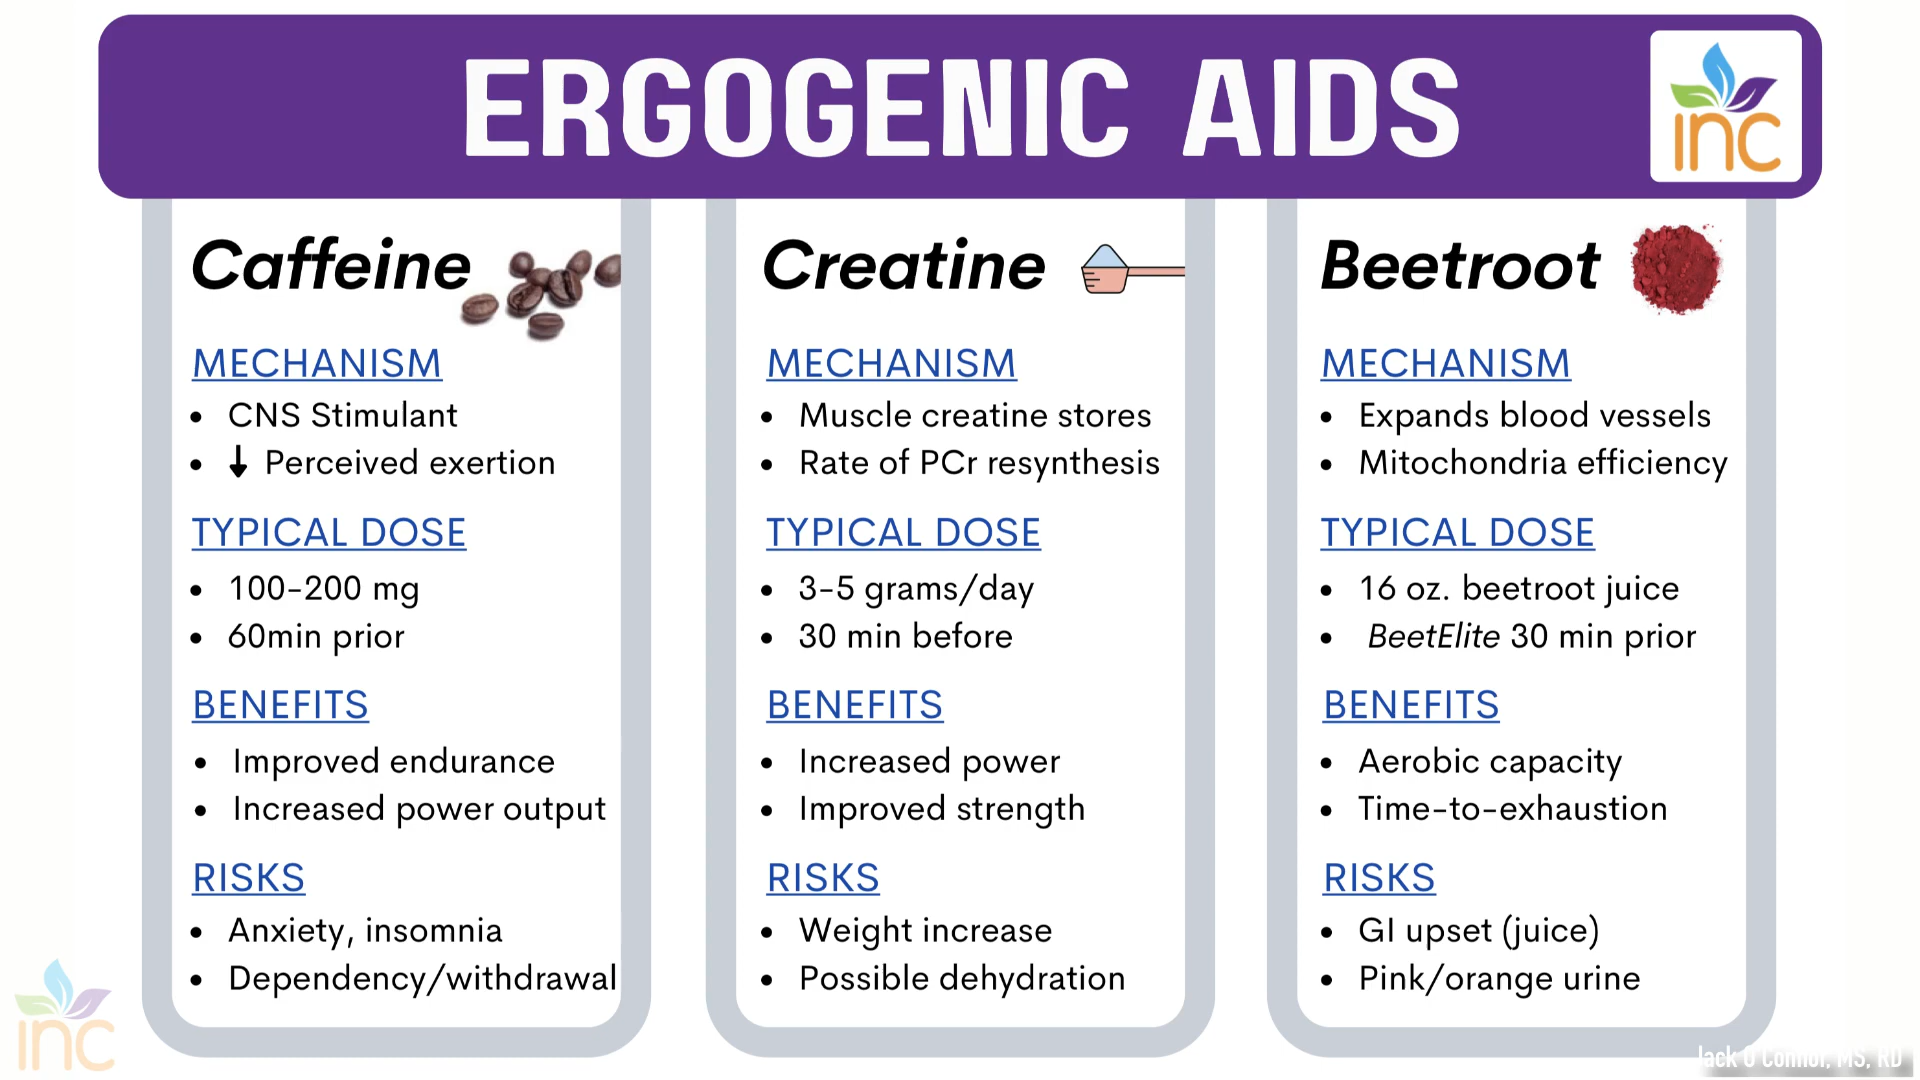 ERGOGENIC AIDS
inc
Caffeine
MECHANISM
• CNS Stimulant
• ↓ Perceived exertion
TYPICAL DOSE
• 100-200 mg
• 60min prior
BENEFITS
• Improved endurance
• Increased power output
RISKS
• Anxiety, insomnia
• Dependency/withdrawal
Creatine
MECHANISM
• Muscle creatine stores
• Rate of PCr resynthesis
TYPICAL DOSE
• 3-5 grams/day
• 30 min before
BENEFITS
• Increased power
• Improved strength
RISKS
• Weight increase
• Possible dehydration
Beetroot
MECHANISM
• Expands blood vessels
• Mitochondria efficiency
TYPICAL DOSE
• 16 oz. beetroot juice
• BeetElite 30 min prior
BENEFITS
• Aerobic capacity
• Time-to-exhaustion
RISKS
• GI upset (juice)
• Pink/orange urine
inc
Jack O Connor, MS, RD